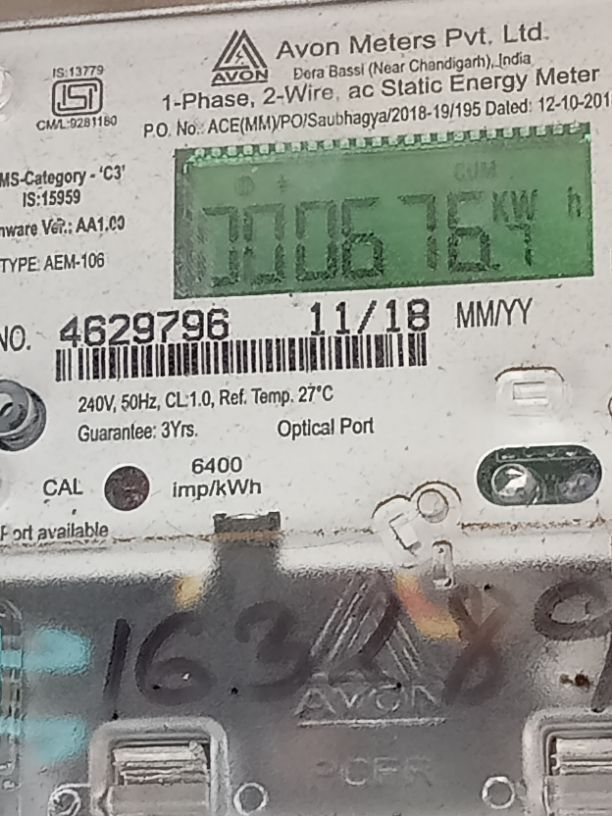 Avon Meters Pvt. Ltd.
IS:13779
AVON
Dera Bassi (Near Chandigarh), India
1-Phase, 2-Wire, ac Static Energy Meter
CM/L:9281180
P.O. No.: ACE(MM)/PO/Saubhagya/2018-19/195 Dated: 12-10-201
MS-Category - 'C3'
IS:15959
CUM
KW h
ware Ver.: AA1.00
TYPE: AEM-106
NO. 4629796 11/18 MM/YY
240V, 50Hz, CL:1.0, Ref. Temp. 27°C
Guarantee: 3Yrs. Optical Port
CAL 6400
imp/kWh
Port available
AVON